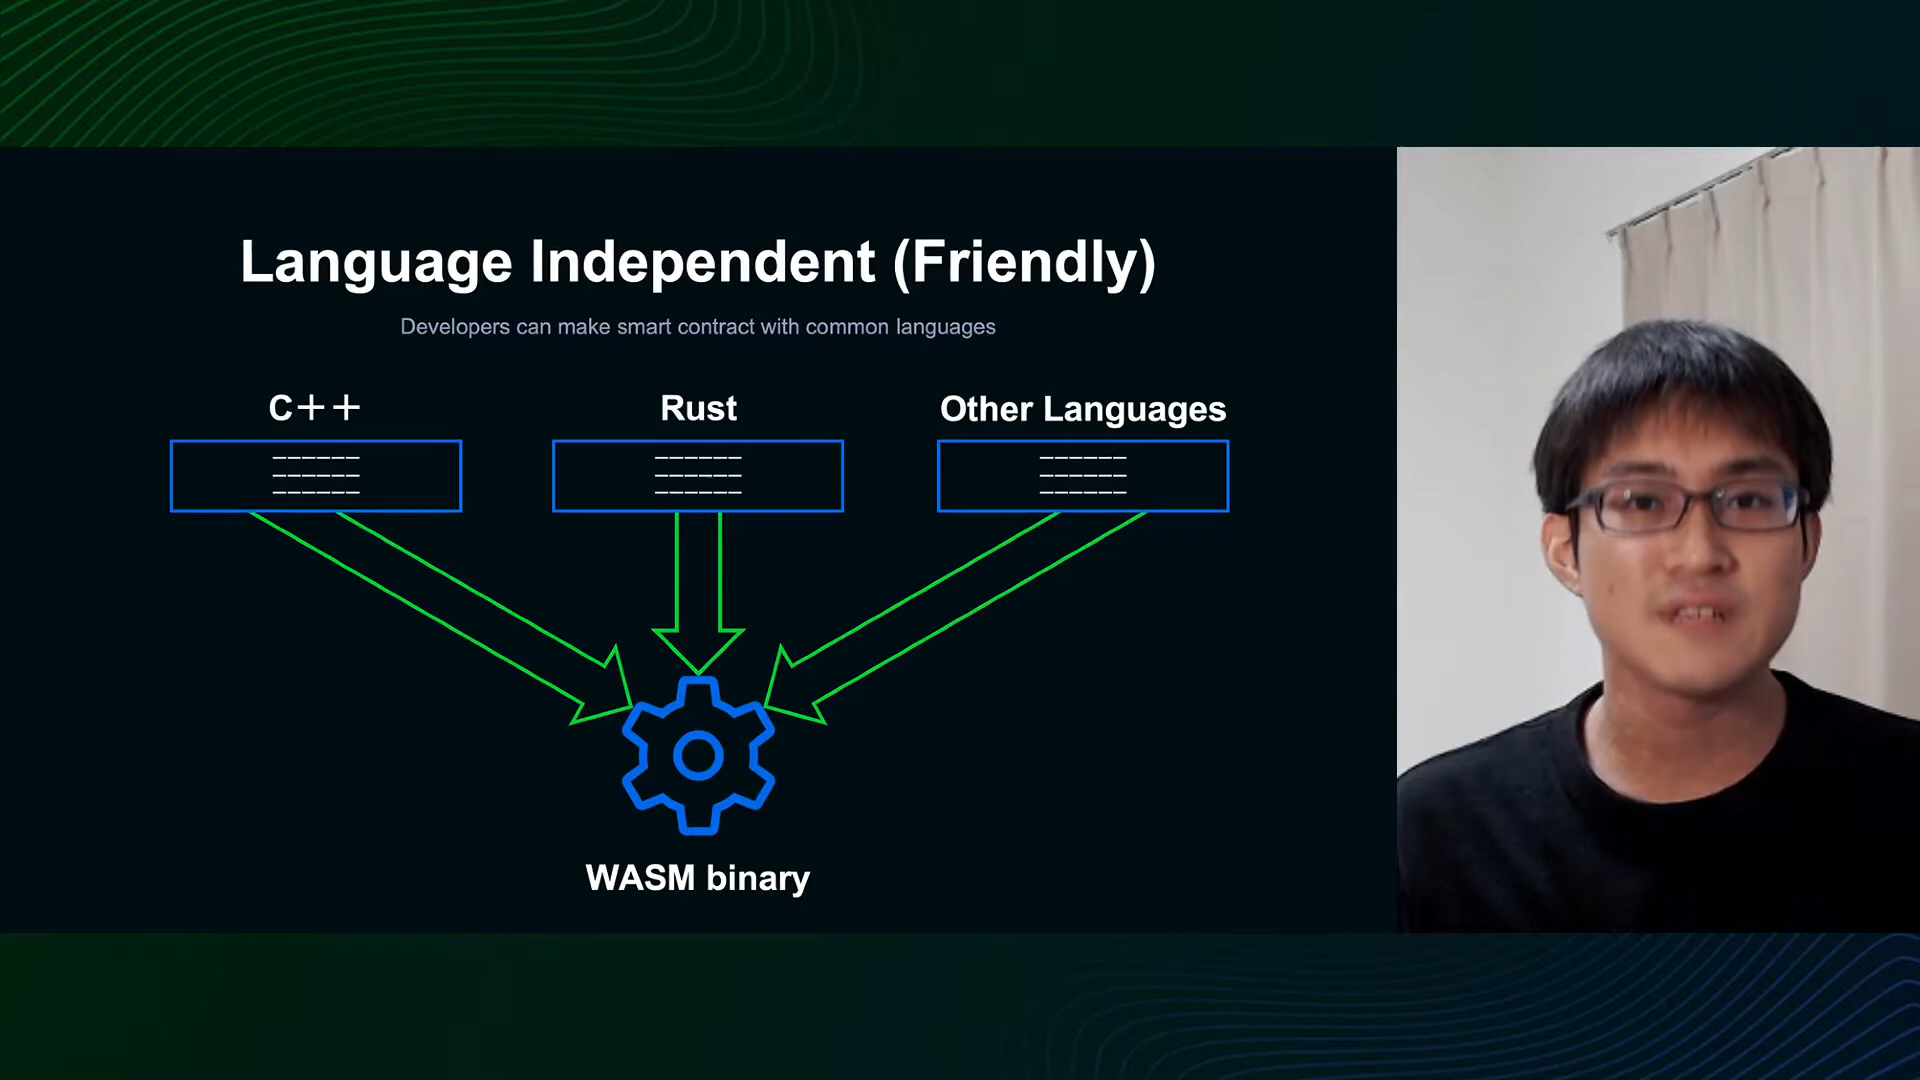 Language Independent (Friendly)
Developers can make smart contract with common languages
C++
Rust
Other Languages
WASM binary